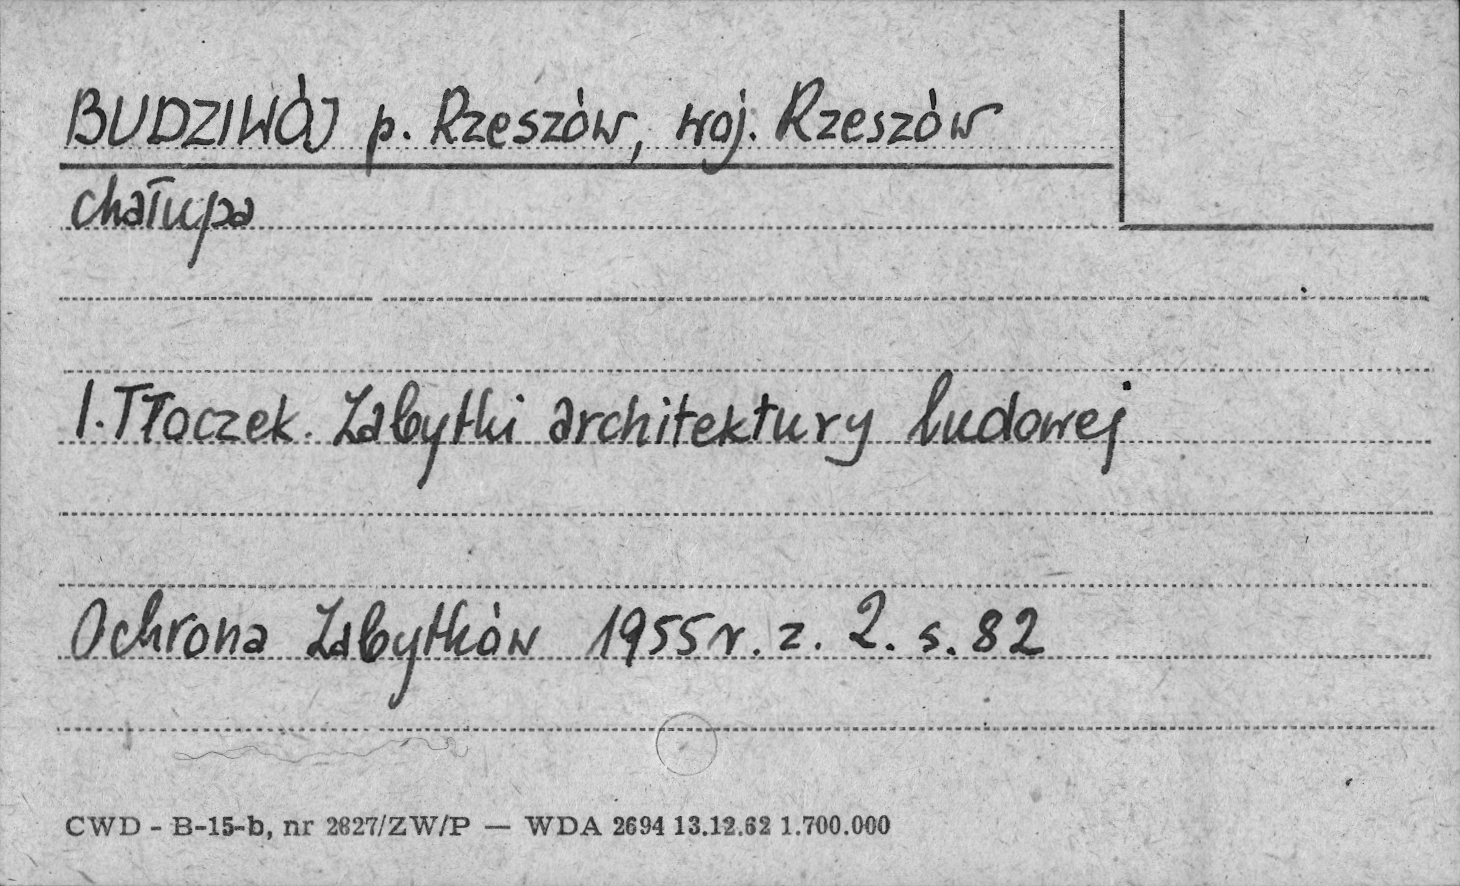 BUDZIWÓJ p. Rzeszów, woj. Rzeszów
chałupa
I. Tłoczek. Zabytki architektury ludowej
Ochrona Zabytków 1955 r. z. 2. s. 82
CWD - B-15-b, nr 2627/ZW/P — WDA 2694 13.12.62 1.700.000